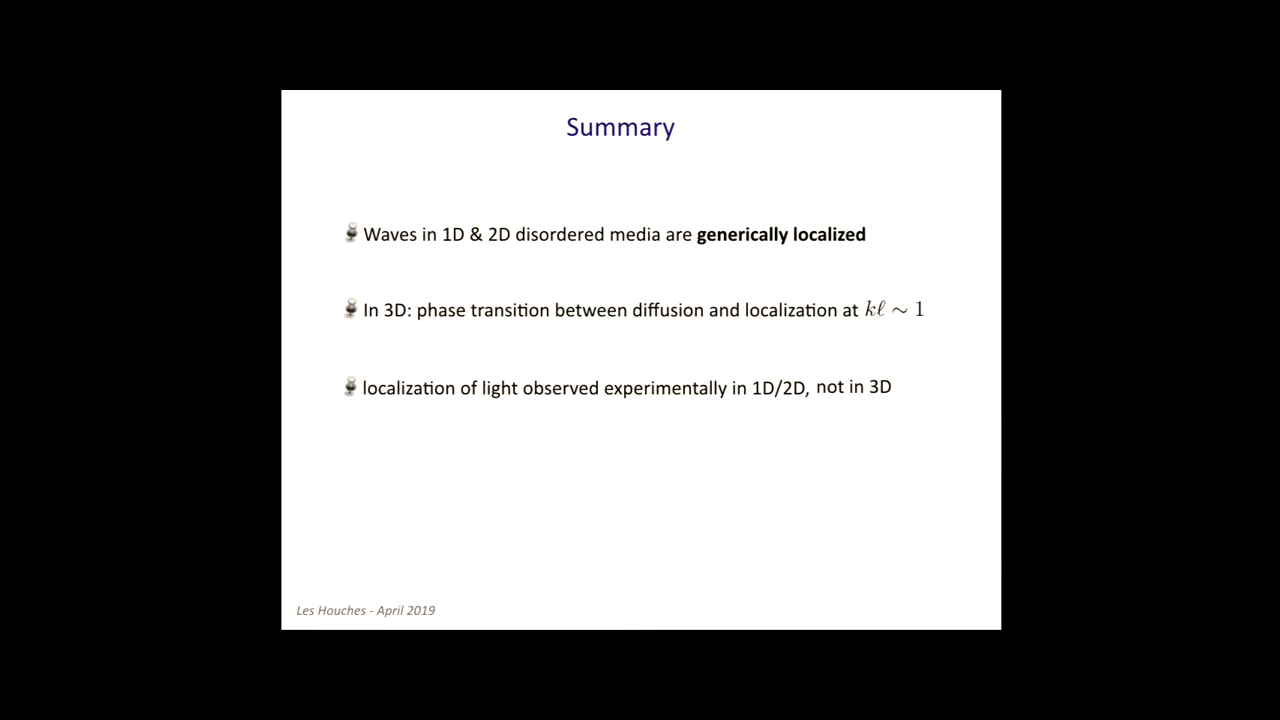 Summary
Waves in 1D & 2D disordered media are generically localized
In 3D: phase transition between diffusion and localization at kℓ ∼ 1
localization of light observed experimentally in 1D/2D, not in 3D
Les Houches - April 2019